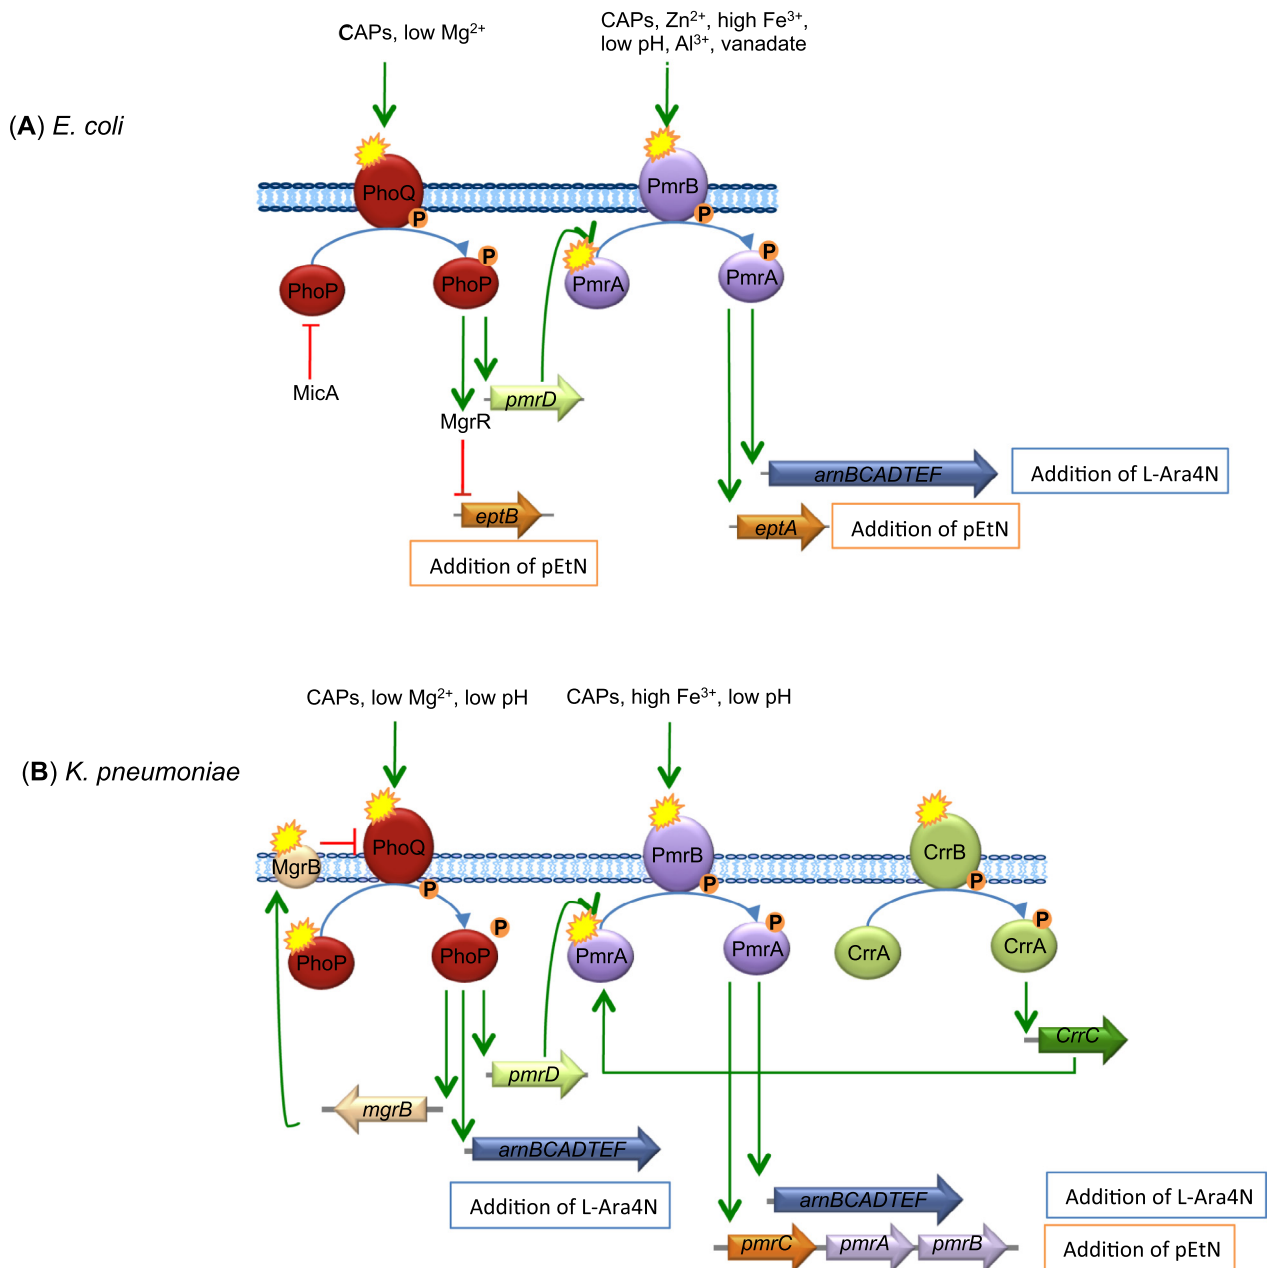 CAPs, low Mg2+
CAPs, Zn2+, high Fe3+,
low pH, Al3+, vanadate
(A) E. coli
PhoQ
PmrB
P
P
P
P
PhoP
PhoP
PmrA
PmrA
MicA
pmrD
MgrR
arnBCADTEF
Addition of L-Ara4N
eptB
eptA
Addition of pEtN
Addition of pEtN
CAPs, low Mg2+, low pH
CAPs, high Fe3+, low pH
(B) K. pneumoniae
MgrB
PhoQ
PmrB
CrrB
P
P
P
P
P
P
PhoP
PhoP
PmrA
PmrA
CrrA
CrrA
CrrC
pmrD
mgrB
arnBCADTEF
Addition of L-Ara4N
arnBCADTEF
Addition of L-Ara4N
pmrC
pmrA
pmrB
Addition of pEtN